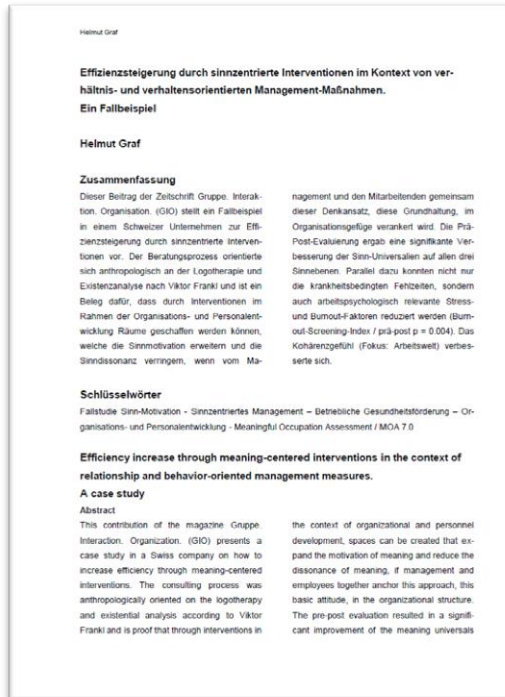 Helmut Graf
Effizienzsteigerung durch sinnzentrierte Interventionen im Kontext von ver-
hältnis- und verhaltensorientierten Management-Maßnahmen.
Ein Fallbeispiel
Helmut Graf
Zusammenfassung
Dieser Beitrag der Zeitschrift Gruppe. Interak-
tion. Organisation. (GIO) stellt ein Fallbeispiel
in einem Schweizer Unternehmen zur Effi-
zienzsteigerung durch sinnzentrierte Interven-
tionen vor. Der Beratungsprozess orientierte
sich anthropologisch an der Logotherapie und
Existenzanalyse nach Viktor Frankl und ist ein
Beleg dafür, dass durch Interventionen im
Rahmen der Organisations- und Personalent-
wicklung Räume geschaffen werden können,
welche die Sinnmotivation erweitern und die
Sinndissonanz verringern, wenn vom Ma-
nagement und den Mitarbeitenden gemeinsam
dieser Denkansatz, diese Grundhaltung, im
Organisationsgefüge verankert wird. Die Prä-
Post-Evaluierung ergab eine signifikante Ver-
besserung der Sinn-Universalien auf allen drei
Sinnebenen. Parallel dazu konnten nicht nur
die krankheitsbedingten Fehlzeiten, sondern
auch arbeitspsychologisch relevante Stress-
und Burnout-Faktoren reduziert werden (Burn-
out-Screening-Index / prä-post p = 0.004). Das
Kohärenzgefühl (Fokus: Arbeitswelt) verbes-
serte sich.
Schlüsselwörter
Fallstudie Sinn-Motivation - Sinnzentriertes Management – Betriebliche Gesundheitsförderung – Or-
ganisations- und Personalentwicklung - Meaningful Occupation Assessment / MOA 7.0
Efficiency increase through meaning-centered interventions in the context of
relationship and behavior-oriented management measures.
A case study
Abstract
This contribution of the magazine Gruppe.
Interaction. Organization. (GIO) presents a
case study in a Swiss company on how to
increase efficiency through meaning-centered
interventions. The consulting process was
anthropologically oriented on the logotherapy
and existential analysis according to Viktor
Frankl and is proof that through interventions in
the context of organizational and personnel
development, spaces can be created that ex-
pand the motivation of meaning and reduce the
dissonance of meaning, if management and
employees together anchor this approach, this
basic attitude, in the organizational structure.
The pre-post evaluation resulted in a signifi-
cant improvement of the meaning universals